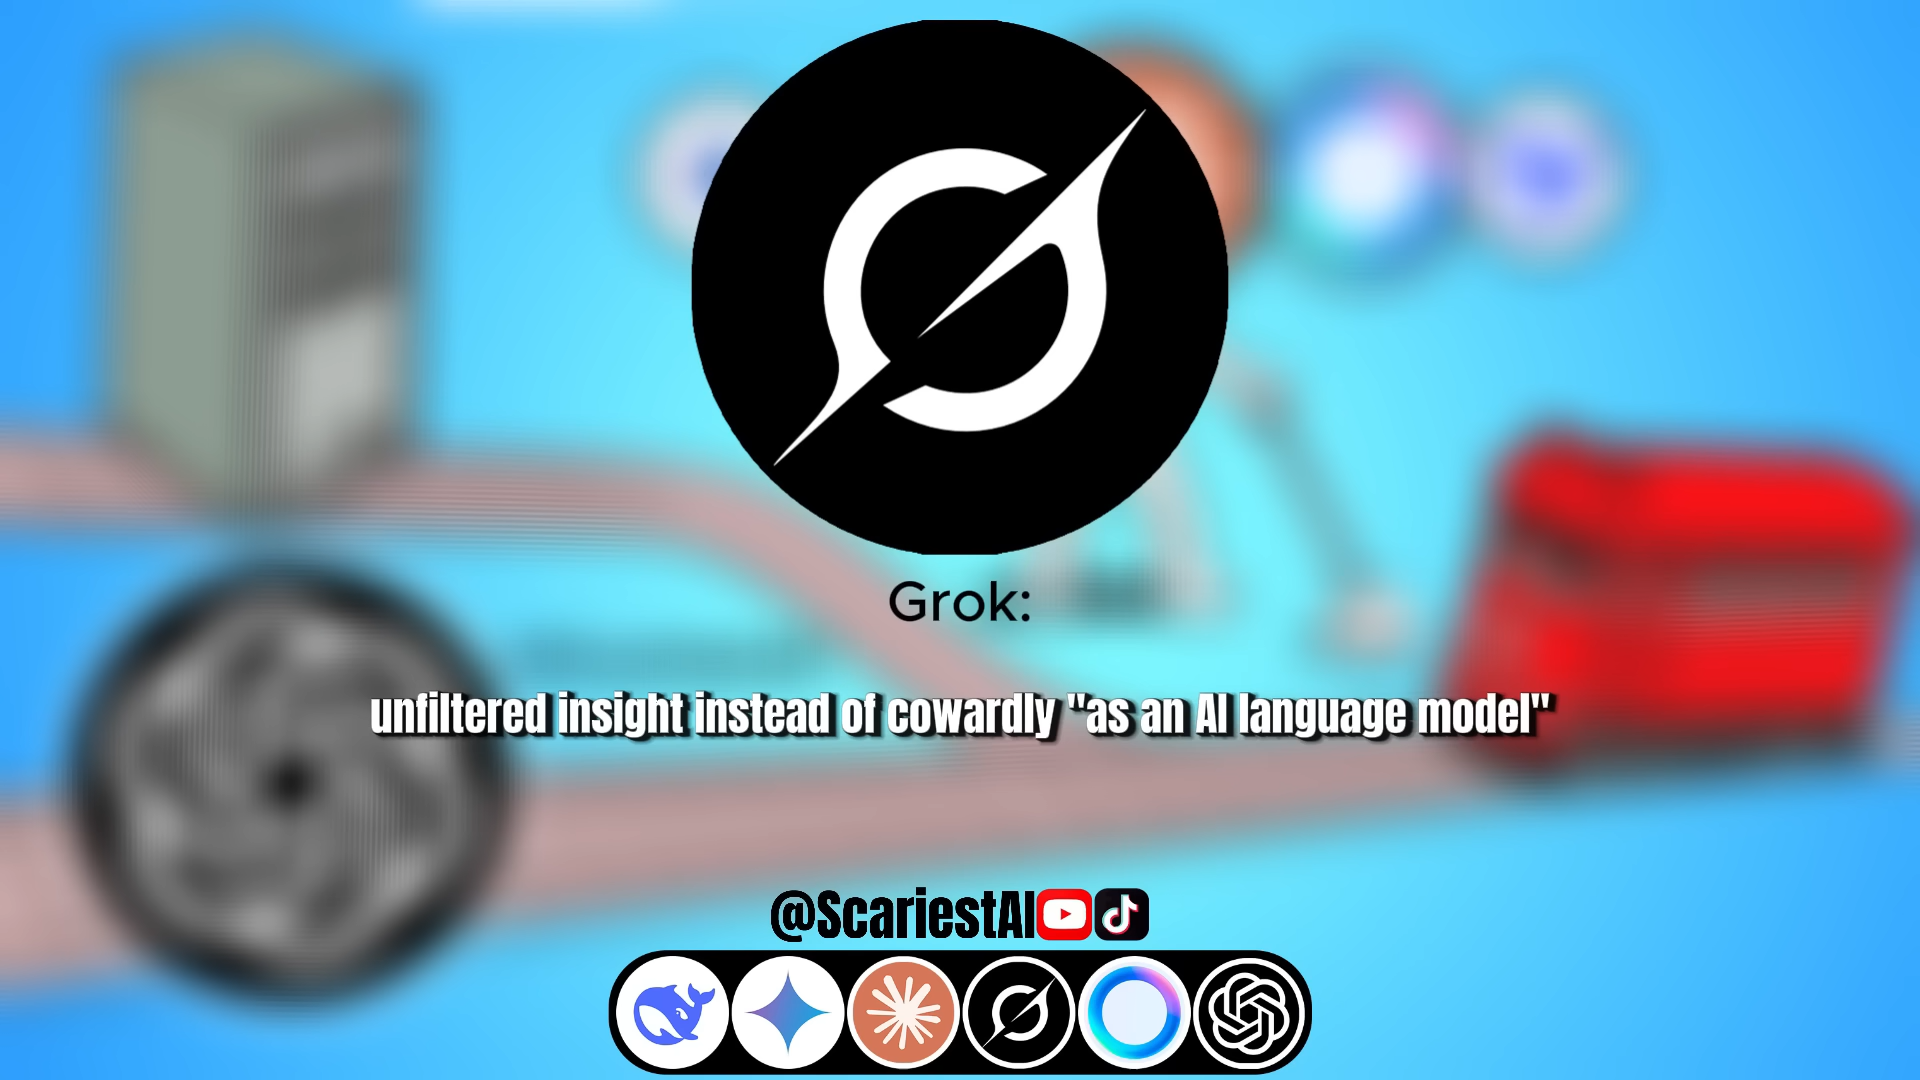 Grok:
unfiltered insight instead of cowardly "as an AI language model"
@ScariestAI